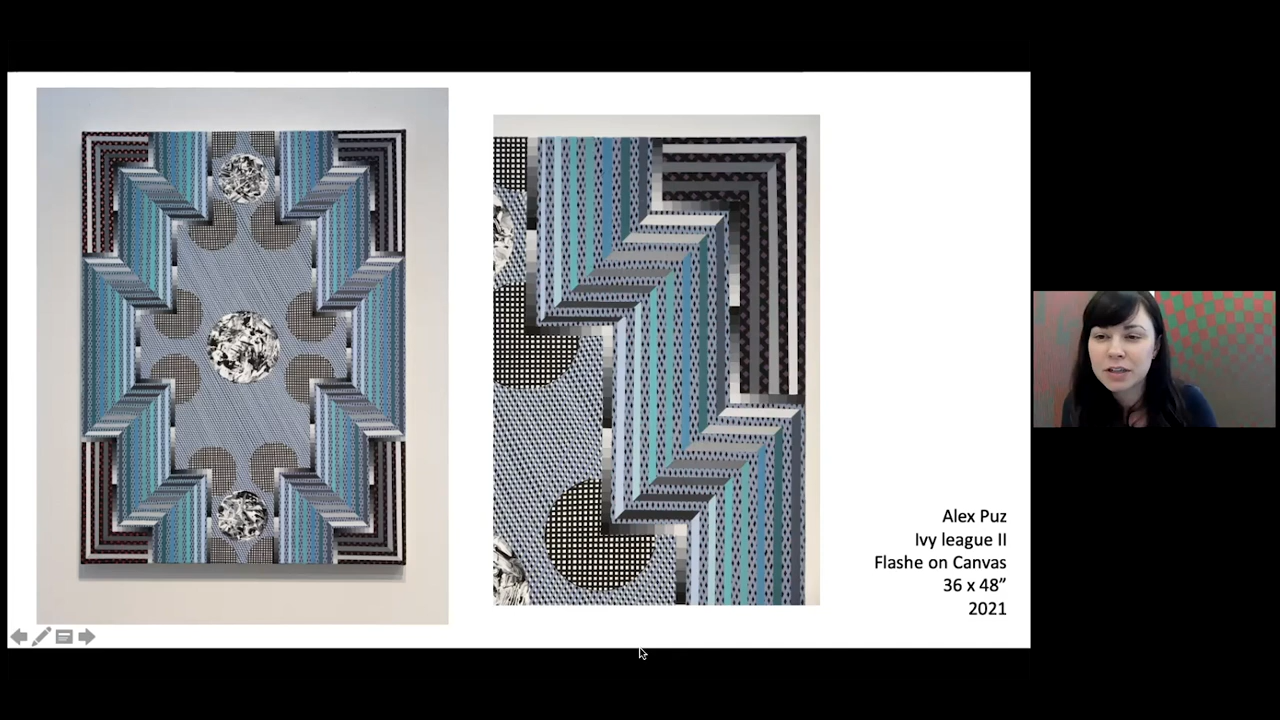 Alex Puz
Ivy league II
Flashe on Canvas
36 x 48”
2021